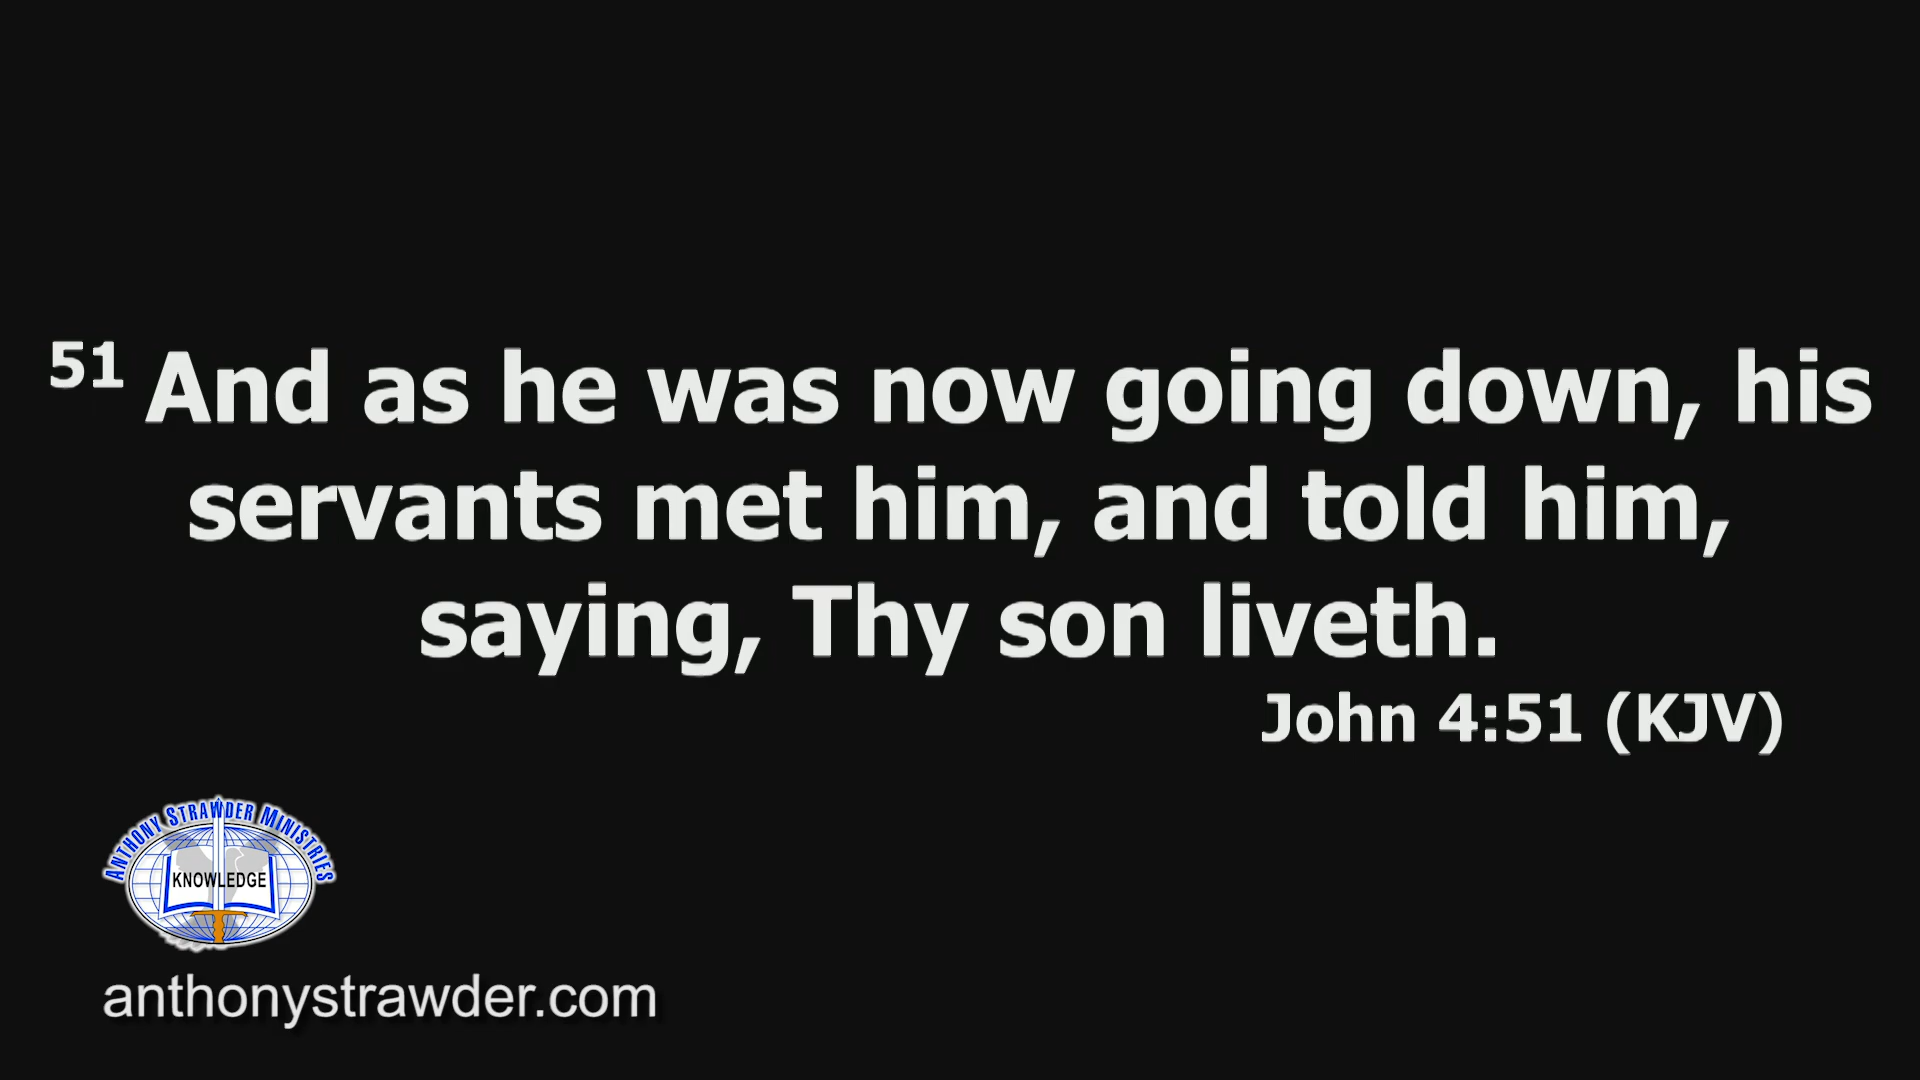 51 And as he was now going down, his
servants met him, and told him,
saying, Thy son liveth.
John 4:51 (KJV)
ANTHONY STRAWDER MINISTRIES
KNOWLEDGE
anthonystrawder.com